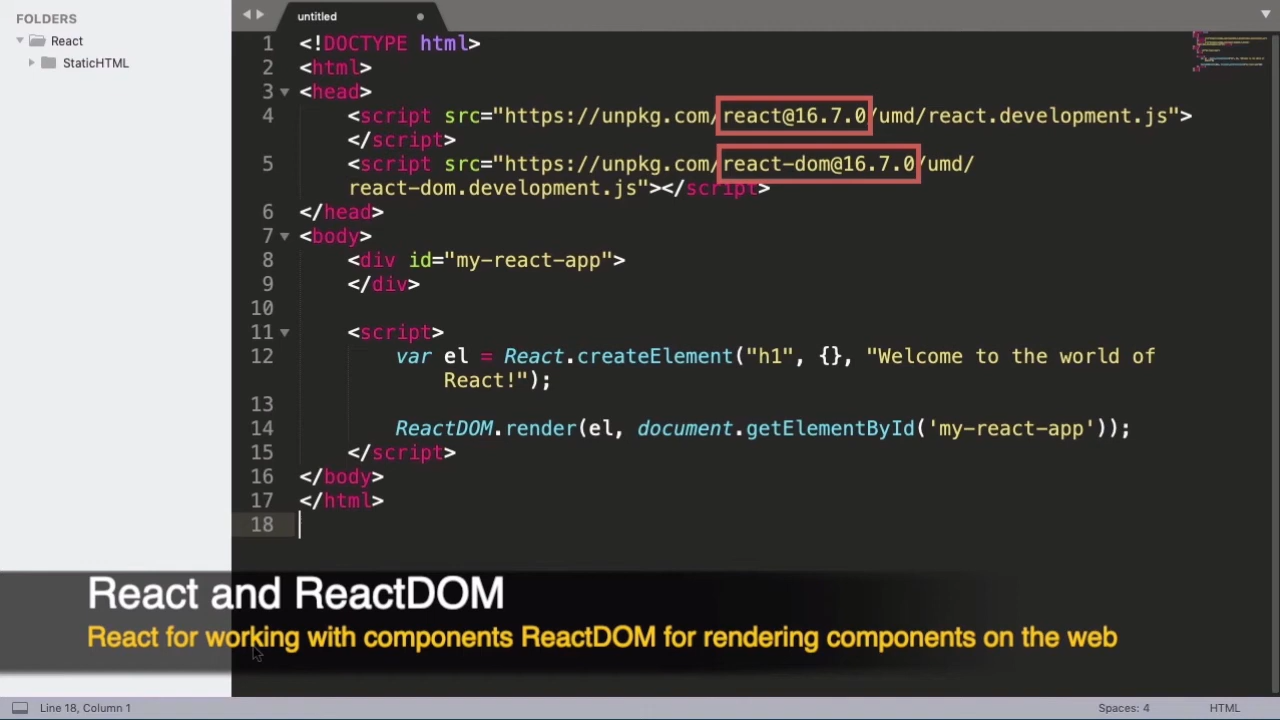 FOLDERS
React
StaticHTML
untitled
1 <!DOCTYPE html>
2 <html>
3 <head>
4 <script src="https://unpkg.com/react@16.7.0/umd/react.development.js">
</script>
5 <script src="https://unpkg.com/react-dom@16.7.0/umd/
react-dom.development.js"></script>
6 </head>
7 <body>
8 <div id="my-react-app">
9 </div>
10
11 <script>
12 var el = React.createElement("h1", {}, "Welcome to the world of
React!");
13
14 ReactDOM.render(el, document.getElementById('my-react-app'));
15 </script>
16 </body>
17 </html>
18
React and ReactDOM
React for working with components ReactDOM for rendering components on the web
Line 18, Column 1
Spaces: 4
HTML